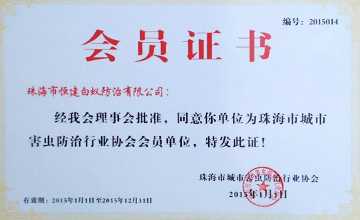 编号：2015014
会员证书
珠海市恒建白蚁防治有限公司：
经我会理事会批准，同意你单位为珠海市城市
害虫防治行业协会会员单位，特发此证！
珠海市城市害虫防治行业协会
2015年1月1日
有效期：2015年1月1日至2015年12月31日